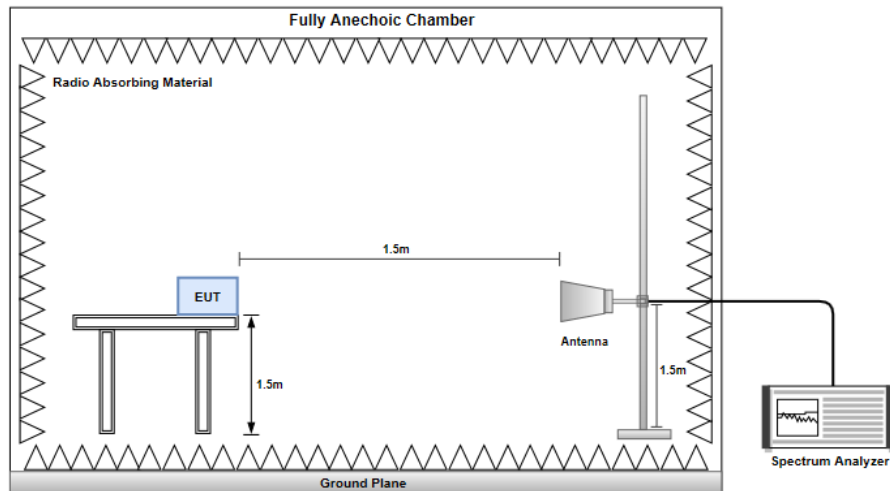 Fully Anechoic Chamber
Radio Absorbing Material
1.5m
EUT
Antenna
1.5m
1.5m
Spectrum Analyzer
Ground Plane